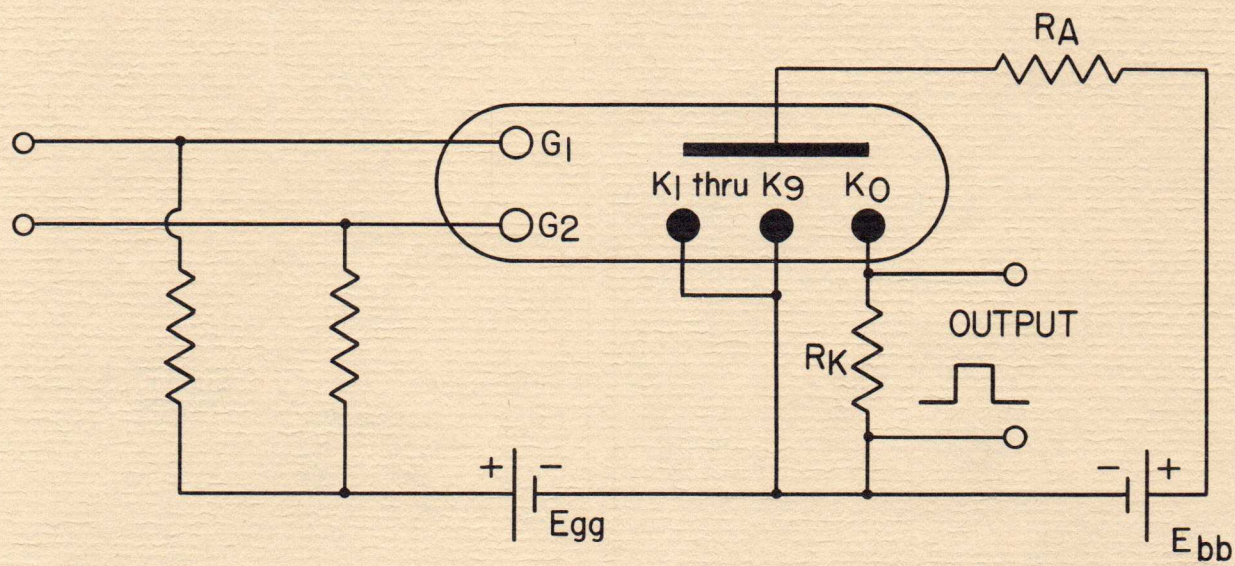 RA
G1
K1 thru K9 K0
G2
OUTPUT
RK
+ -
- +
Egg
Ebb